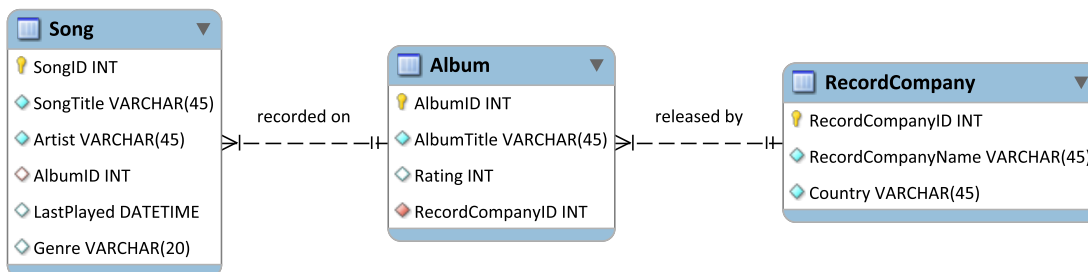 Song
SongID INT
SongTitle VARCHAR(45)
Artist VARCHAR(45)
AlbumID INT
LastPlayed DATETIME
Genre VARCHAR(20)
recorded on
Album
AlbumID INT
AlbumTitle VARCHAR(45)
Rating INT
RecordCompanyID INT
released by
RecordCompany
RecordCompanyID INT
RecordCompanyName VARCHAR(45)
Country VARCHAR(45)